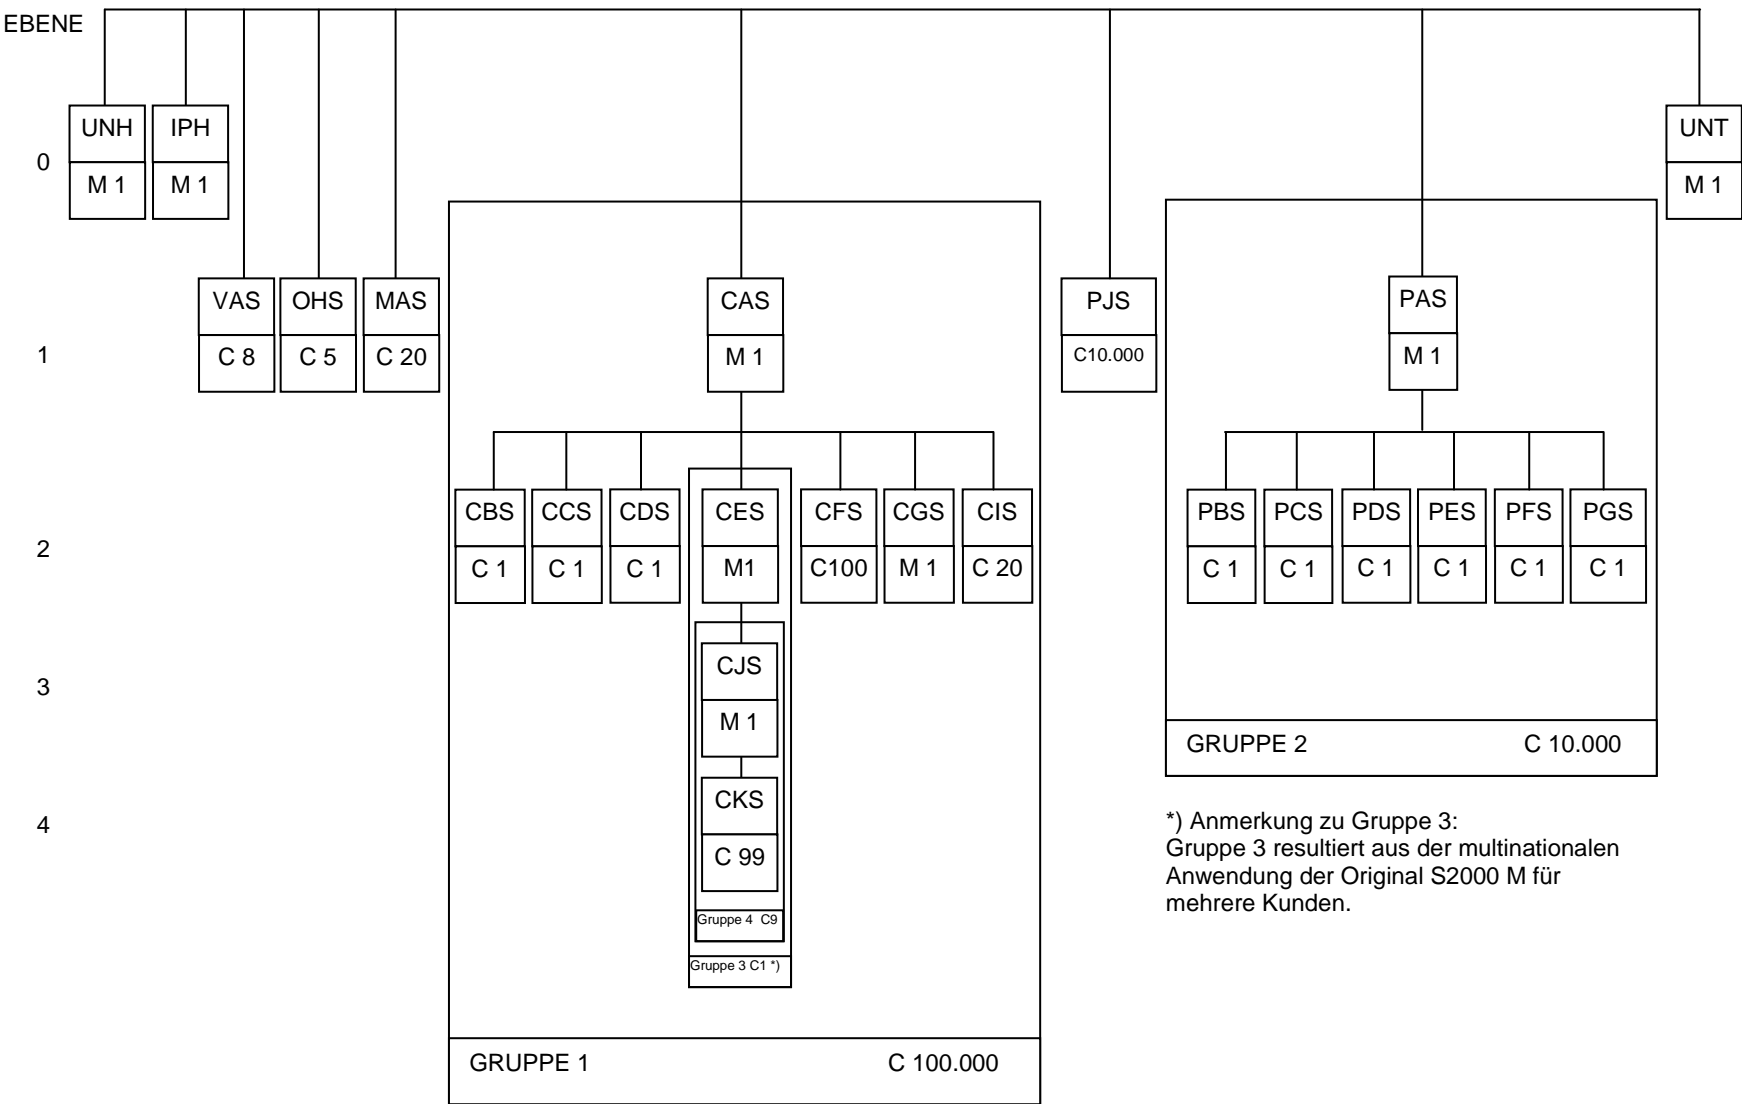 EBENE
UNH IPH UNT
0
M 1 M 1 M 1
VAS OHS MAS CAS PJS PAS
1
C 8 C 5 C 20 M 1 C10.000 M 1
CBS CCS CDS CES CFS CGS CIS PBS PCS PDS PES PFS PGS
2
C 1 C 1 C 1 M1 C100 M 1 C 20 C 1 C 1 C 1 C 1 C 1 C 1
CJS
3
M 1
GRUPPE 2 C 10.000
CKS
4
C 99
*) Anmerkung zu Gruppe 3:
Gruppe 3 resultiert aus der multinationalen
Anwendung der Original S2000 M für
mehrere Kunden.
Gruppe 4 C9
Gruppe 3 C1 *)
GRUPPE 1 C 100.000